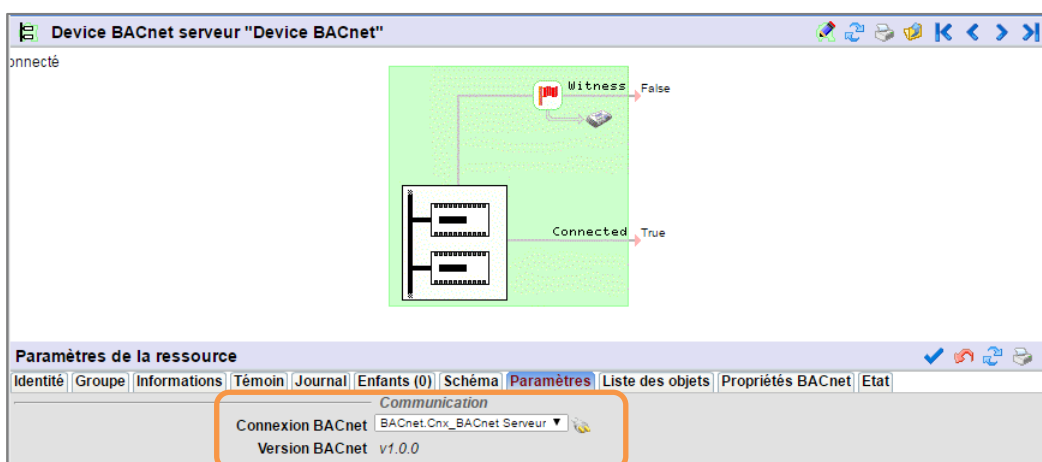 Device BACnet serveur "Device BACnet"
onnecté
Witness False
Connected True
Paramètres de la ressource
Identité Groupe Informations Témoin Journal Enfants (0) Schéma Paramètres Liste des objets Propriétés BACnet Etat
Communication
Connexion BACnet BACnet.Cnx_BACnet Serveur
Version BACnet v1.0.0